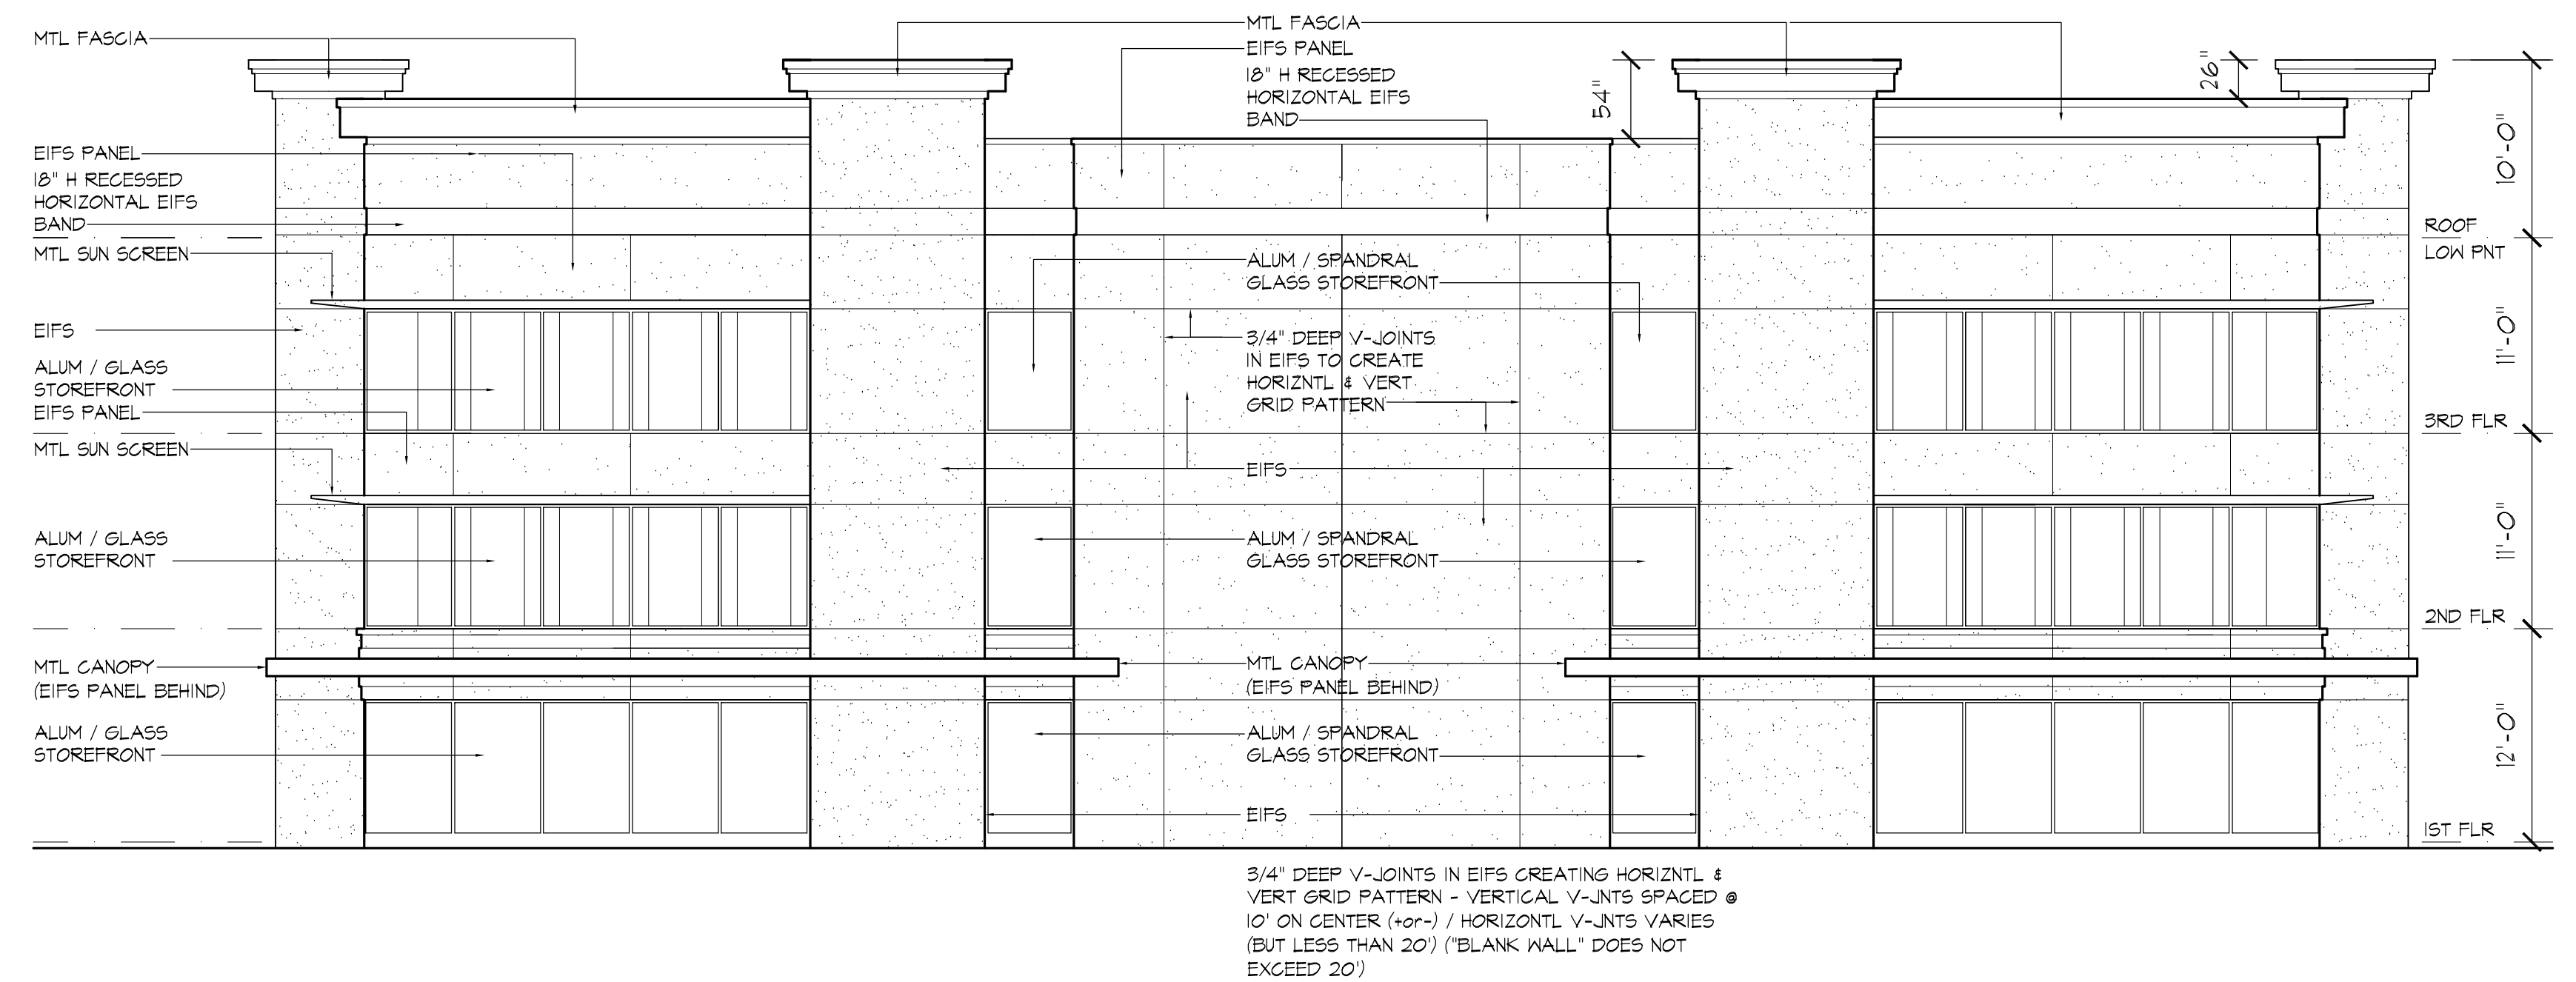 MTL FASCIA
EIFS PANEL
18" H RECESSED
HORIZONTAL EIFS
BAND
MTL SUN SCREEN
EIFS
ALUM / GLASS
STOREFRONT
EIFS PANEL
MTL SUN SCREEN
ALUM / GLASS
STOREFRONT
MTL CANOPY
(EIFS PANEL BEHIND)
ALUM / GLASS
STOREFRONT
MTL FASCIA
EIFS PANEL
18" H RECESSED
HORIZONTAL EIFS
BAND
ALUM / SPANDRAL
GLASS STOREFRONT
3/4" DEEP V-JOINTS
IN EIFS TO CREATE
HORIZNTL & VERT
GRID PATTERN
EIFS
ALUM / SPANDRAL
GLASS STOREFRONT
MTL CANOPY
(EIFS PANEL BEHIND)
ALUM / SPANDRAL
GLASS STOREFRONT
EIFS
3/4" DEEP V-JOINTS IN EIFS CREATING HORIZNTL &
VERT GRID PATTERN - VERTICAL V-JNTS SPACED @
10' ON CENTER (+or-) / HORIZONTL V-JNTS VARIES
(BUT LESS THAN 20') ("BLANK WALL" DOES NOT
EXCEED 20')
54"
26"
10'-0"
ROOF
LOW PNT
11'-0"
3RD FLR
11'-0"
2ND FLR
12'-0"
1ST FLR